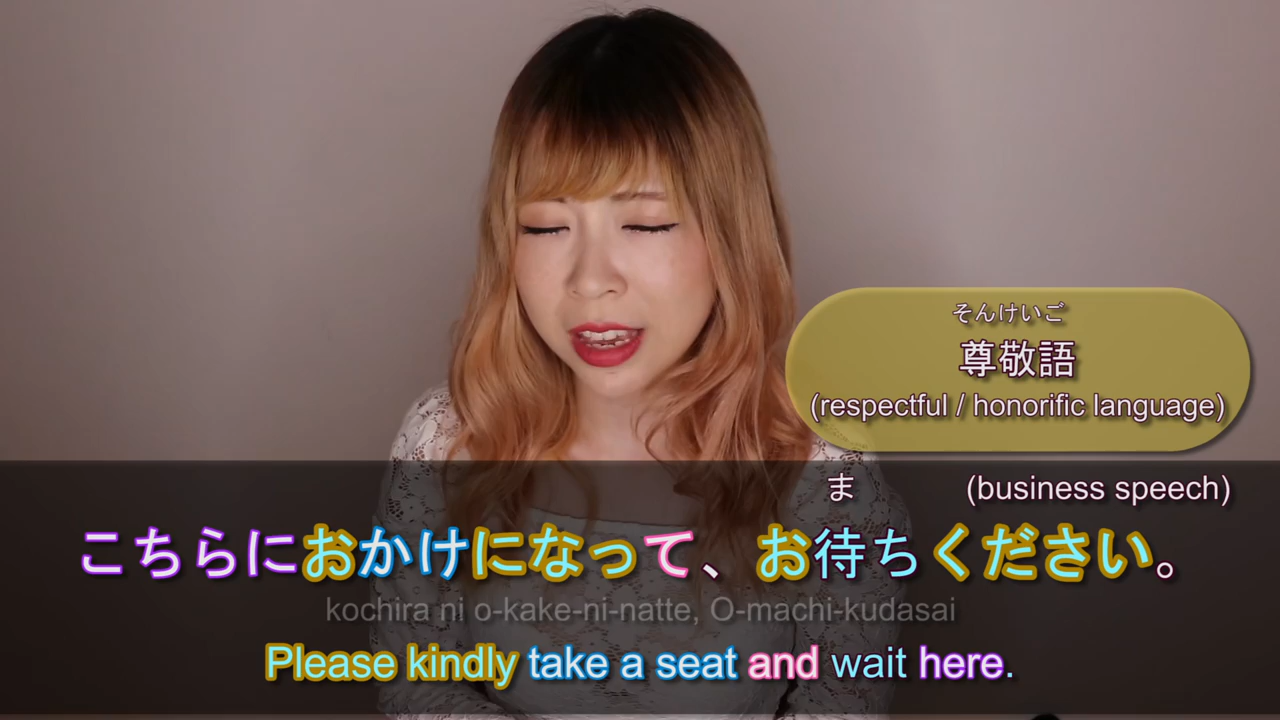 そんけいご
尊敬語
(respectful / honorific language)
ま (business speech)
こちらにおかけになって、お待ちください。
kochira ni o-kake-ni-natte, O-machi-kudasai
Please kindly take a seat and wait here.